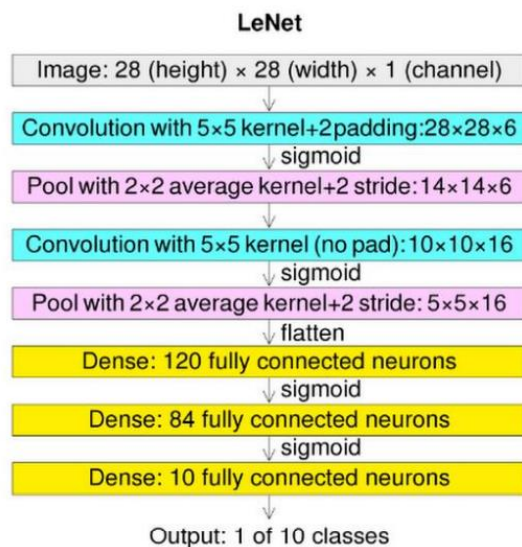 LeNet
Image: 28 (height) × 28 (width) × 1 (channel)
Convolution with 5×5 kernel+2padding:28×28×6
sigmoid
Pool with 2×2 average kernel+2 stride:14×14×6
Convolution with 5×5 kernel (no pad):10×10×16
sigmoid
Pool with 2×2 average kernel+2 stride: 5×5×16
flatten
Dense: 120 fully connected neurons
sigmoid
Dense: 84 fully connected neurons
sigmoid
Dense: 10 fully connected neurons
Output: 1 of 10 classes